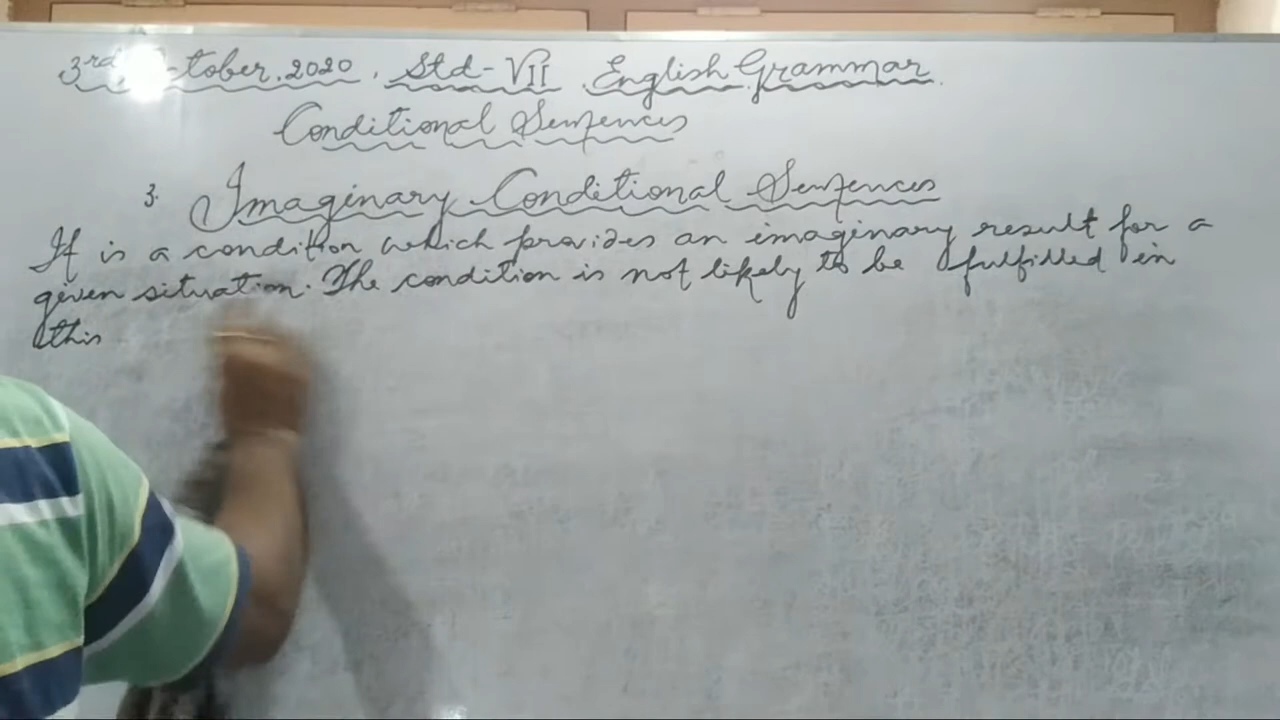 3rd October, 2020, Std - VII English Grammar
Conditional Sentences
3. Imaginary Conditional Sentences
It is a condition which provides an imaginary result for a
given situation. The condition is not likely to be fulfilled in
this